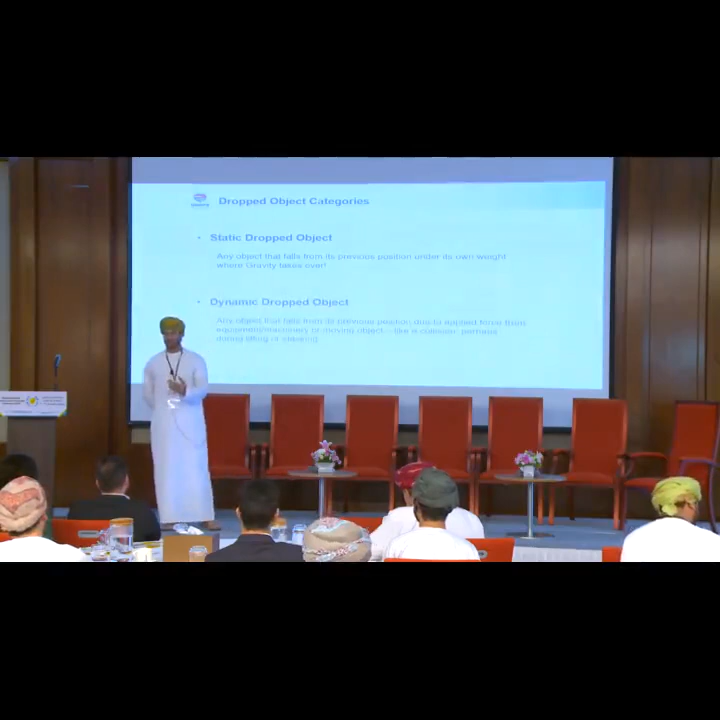 Dropped Object Categories
• Static Dropped Object
Any object that falls from its previous position under its own weight
where Gravity takes over!
• Dynamic Dropped Object
Any object that falls from its previous position due to applied force from
equipment/machinery or moving object – like a collision, perhaps
during lifting or